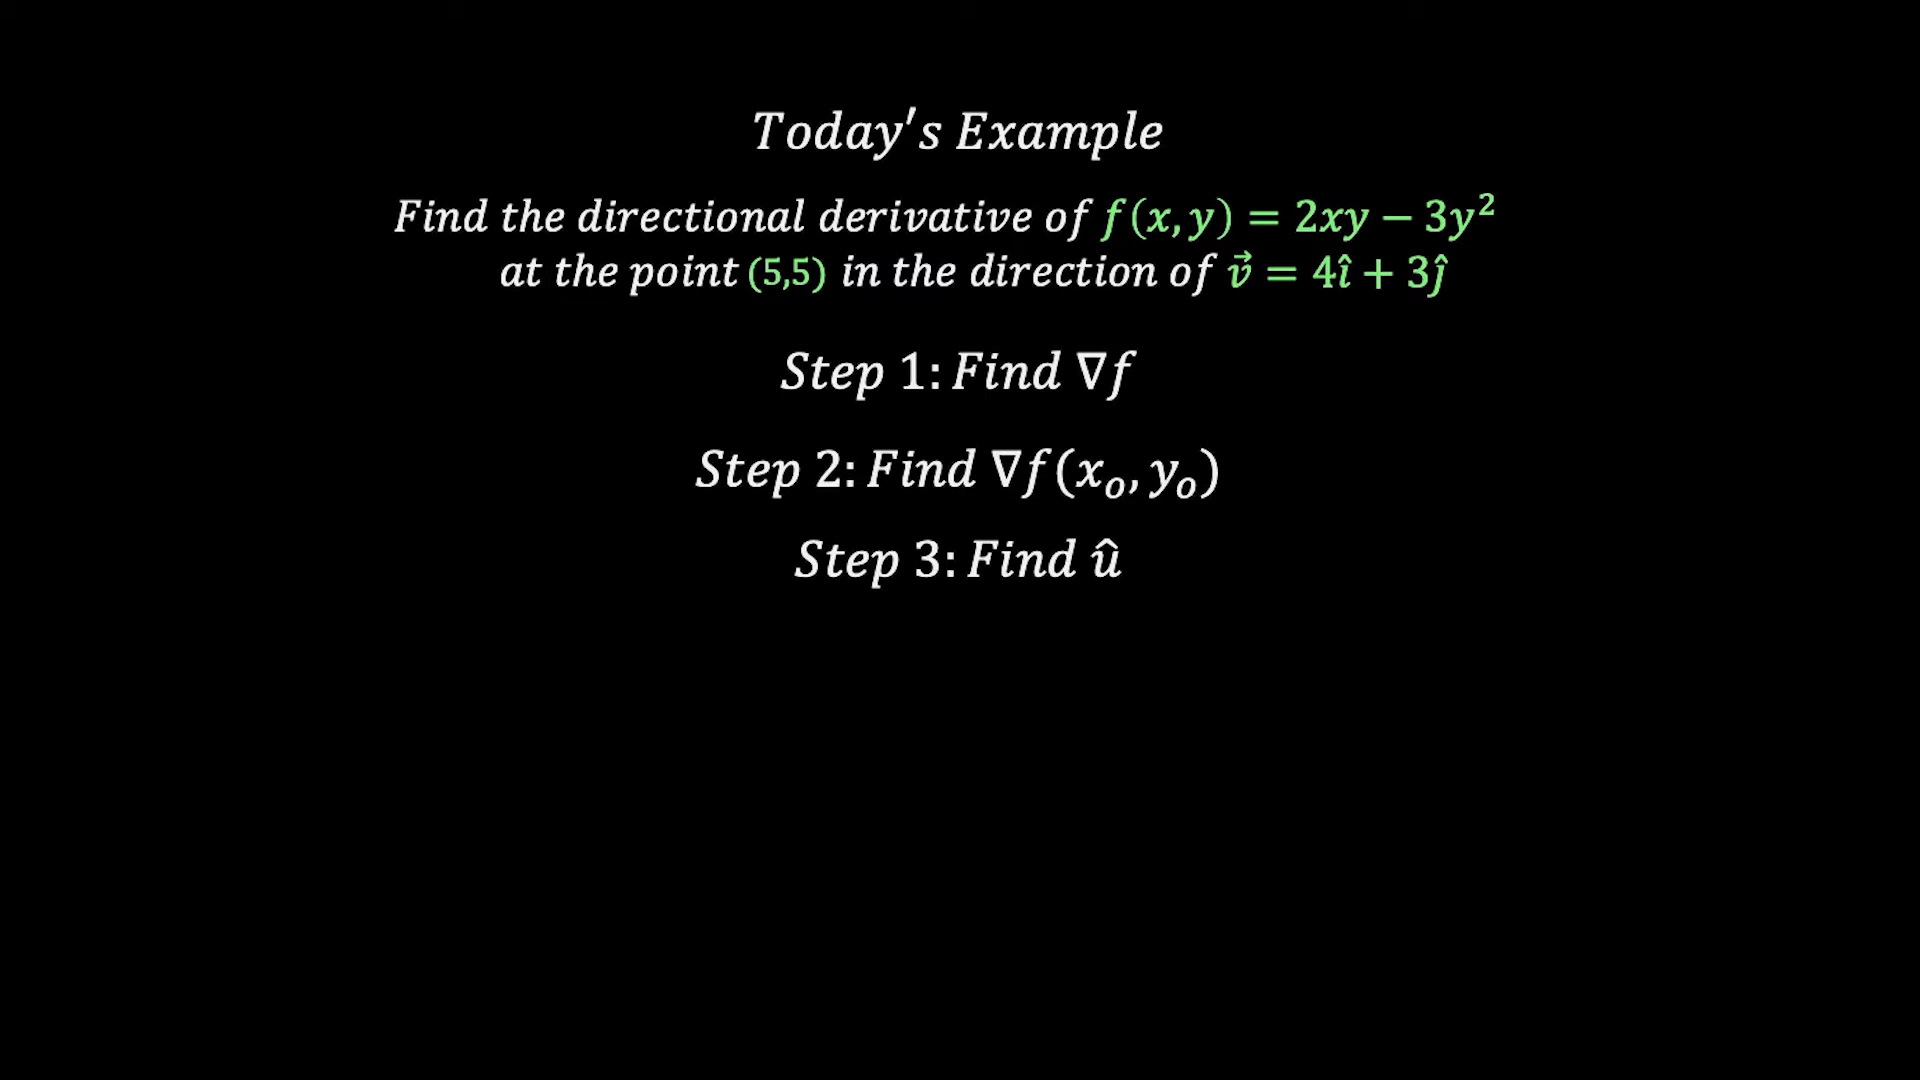 Today's Example
Find the directional derivative of f(x,y) = 2xy − 3y²
at the point (5,5) in the direction of v⃗ = 4î + 3ĵ
Step 1: Find ∇f
Step 2: Find ∇f(xₒ, yₒ)
Step 3: Find û